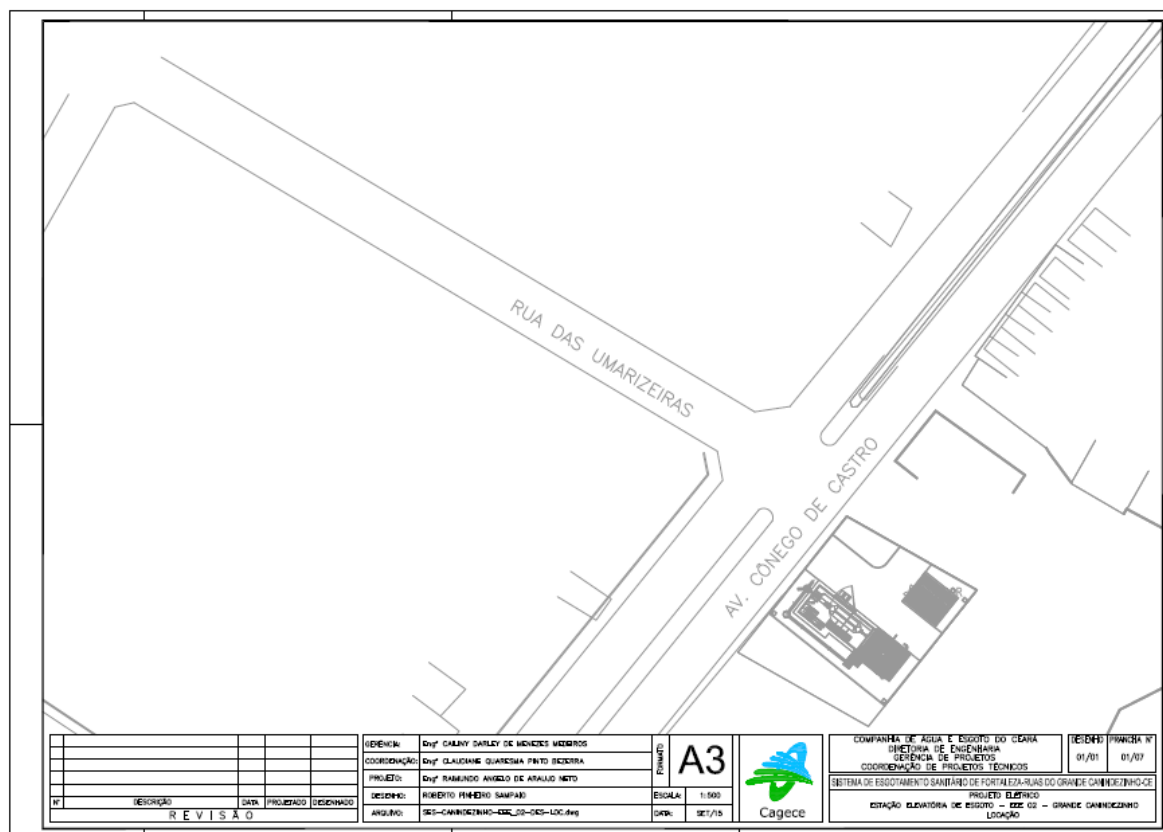 RUA DAS UMARIZEIRAS
AV. CÔNEGO DE CASTRO
Nº DESCRIÇÃO DATA PROJETADO DESENHADO
REVISÃO
GERÊNCIA: Engº CAILINY DARLEY DE MENEZES MEDEIROS
COORDENAÇÃO: Engª CLAUDIANE QUARESMA PINTO BEZERRA
PROJETO: Engº RAIMUNDO ANGELO DE ARAUJO NETO
DESENHO: ROBERTO PINHEIRO SAMPAIO
ARQUIVO: SES-CANINDEZINHO-EEE_02-DES-LOC.dwg
FORMATO A3
ESCALA: 1:500
DATA: SET/15
Cagece
COMPANHIA DE ÁGUA E ESGOTO DO CEARÁ
DIRETORIA DE ENGENHARIA
GERÊNCIA DE PROJETOS
COORDENAÇÃO DE PROJETOS TÉCNICOS
DESENHO PRANCHA Nº
01/01 01/07
SISTEMA DE ESGOTAMENTO SANITÁRIO DE FORTALEZA-RUAS DO GRANDE CANINDEZINHO-CE
PROJETO ELÉTRICO
ESTAÇÃO ELEVATÓRIA DE ESGOTO - EEE 02 - GRANDE CANINDEZINHO
LOCAÇÃO